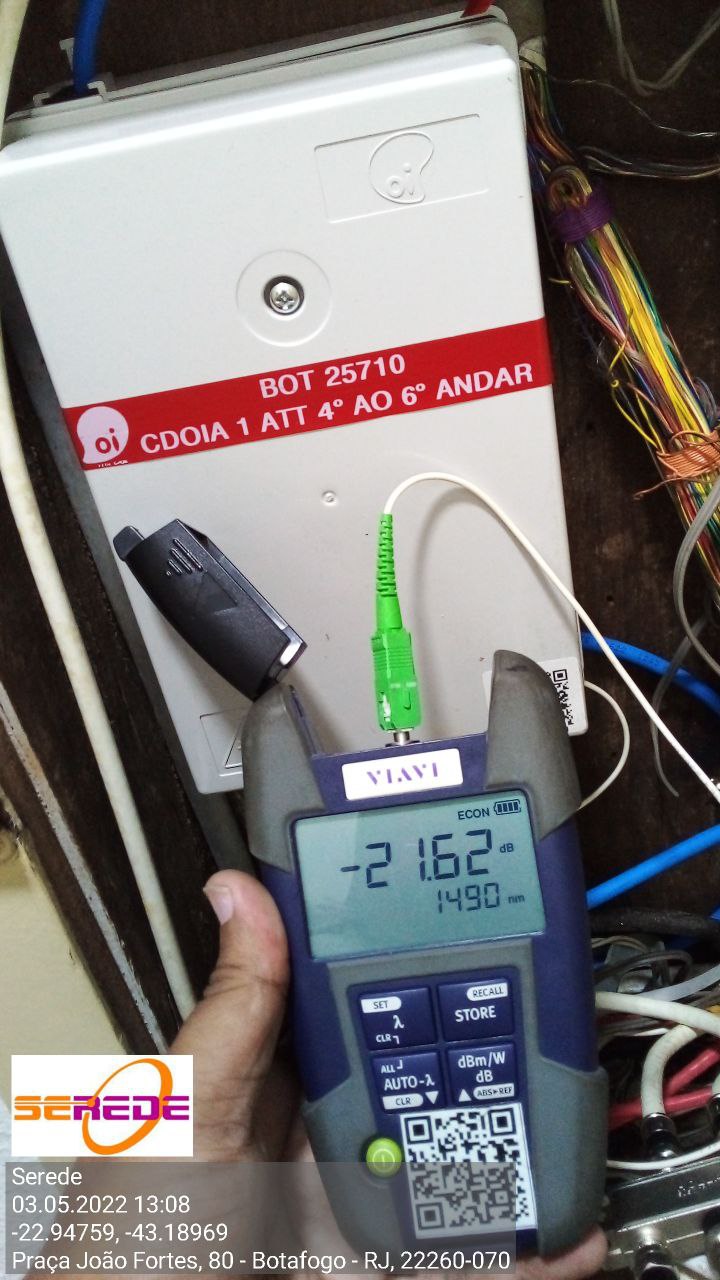 oi
BOT 25710
oi
CDOIA 1 ATT 4º AO 6º ANDAR
VIAVI
ECON
-21.62 dB
1490 nm
SET
λ
CLR
RECALL
STORE
ALL
AUTO-λ
CLR
dBm/W
dB
ABS►REF
SEREDE
Serede
03.05.2022 13:08
-22.94759, -43.18969
Praça João Fortes, 80 - Botafogo - RJ, 22260-070